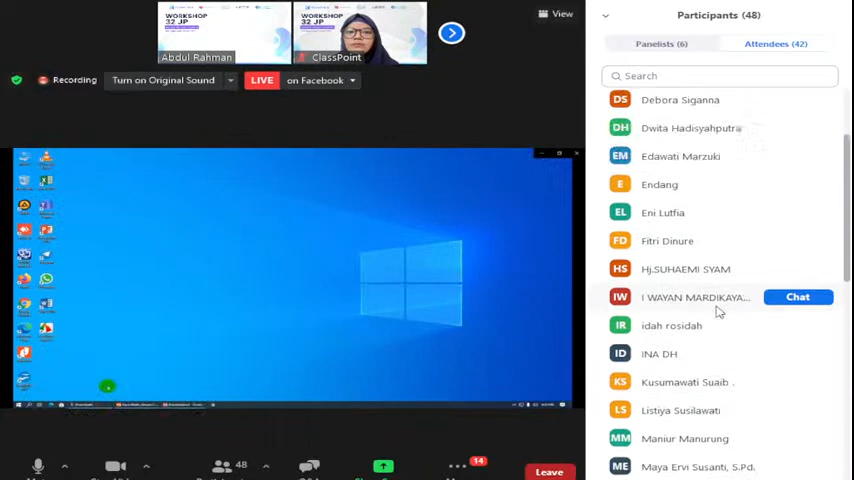 WORKSHOP
32 JP
Abdul Rahman
WORKSHOP
32 JP
ClassPoint
View
Recording
Turn on Original Sound
LIVE
on Facebook
48
14
Leave
Participants (48)
Panelists (6)
Attendees (42)
Search
DS Debora Siganna
DH Dwita Hadisyahputra
EM Edawati Marzuki
E Endang
EL Eni Lutfia
FD Fitri Dinure
HS Hj.SUHAEMI SYAM
IW I WAYAN MARDIKAYA... Chat
IR idah rosidah
ID INA DH
KS Kusumawati Suaib .
LS Listiya Susilawati
MM Maniur Manurung
ME Maya Ervi Susanti, S.Pd.